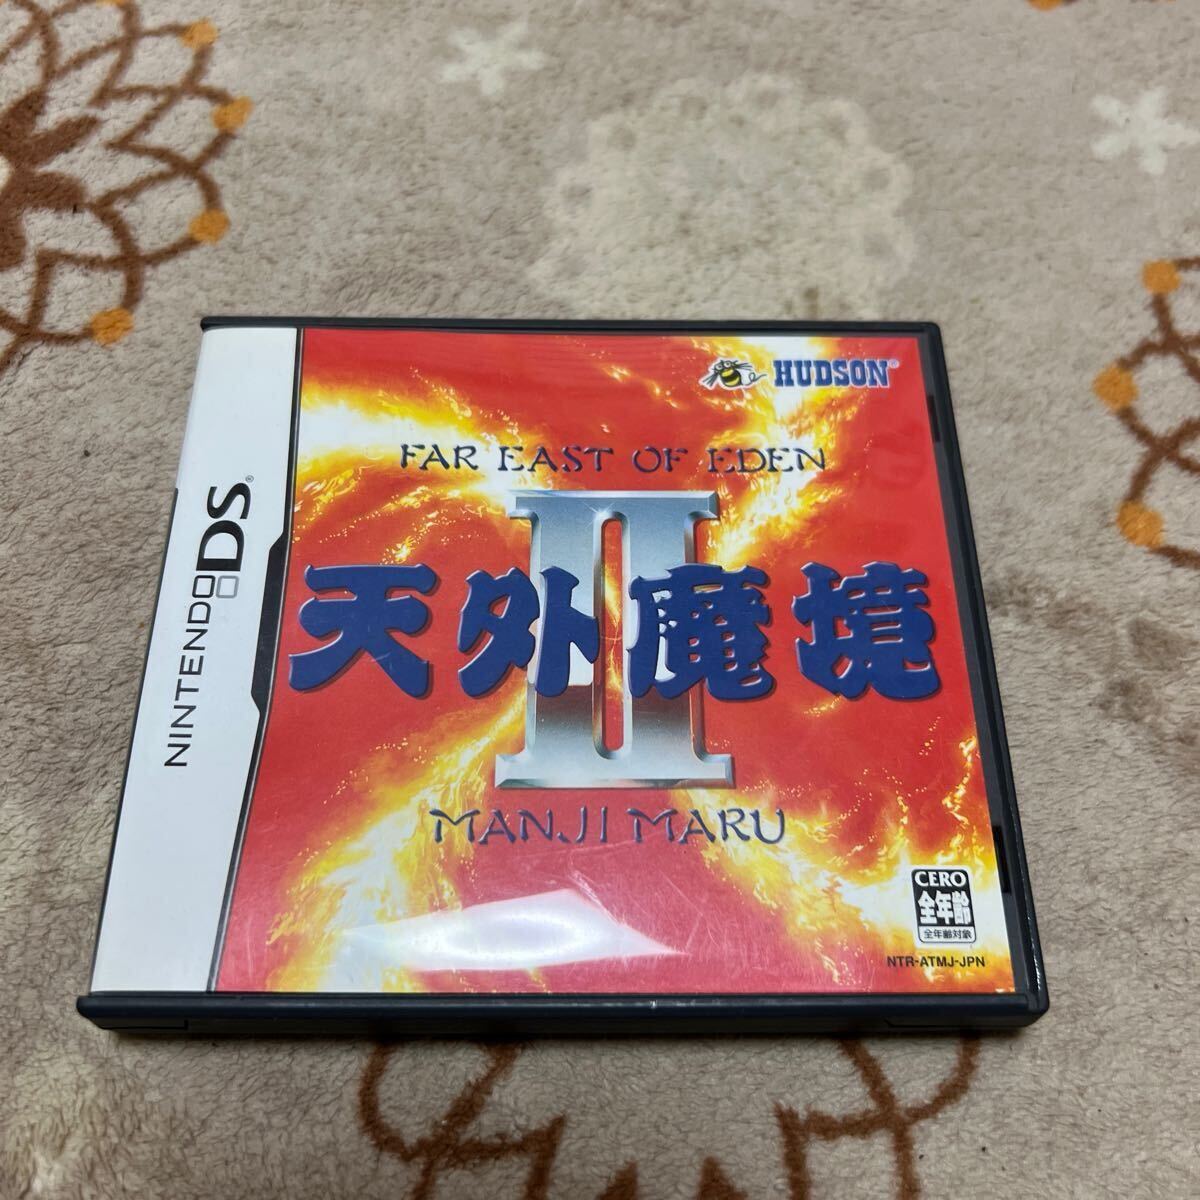 HUDSON®
FAR EAST OF EDEN
II
天外魔境
MANJI MARU
NINTENDO DS®
CERO
全年齢
全年齢対象
NTR-ATMJ-JPN